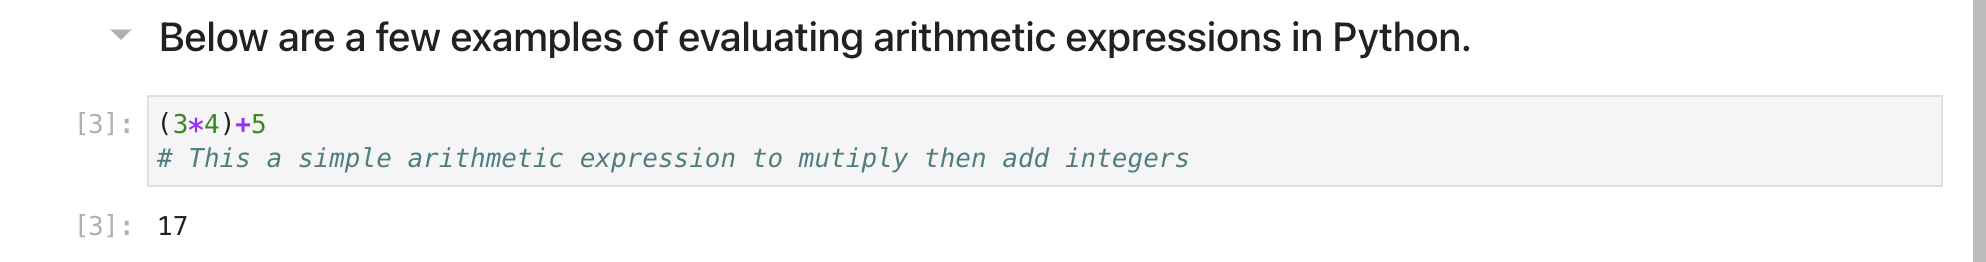 Below are a few examples of evaluating arithmetic expressions in Python.
[3]: (3*4)+5
# This a simple arithmetic expression to mutiply then add integers
[3]: 17